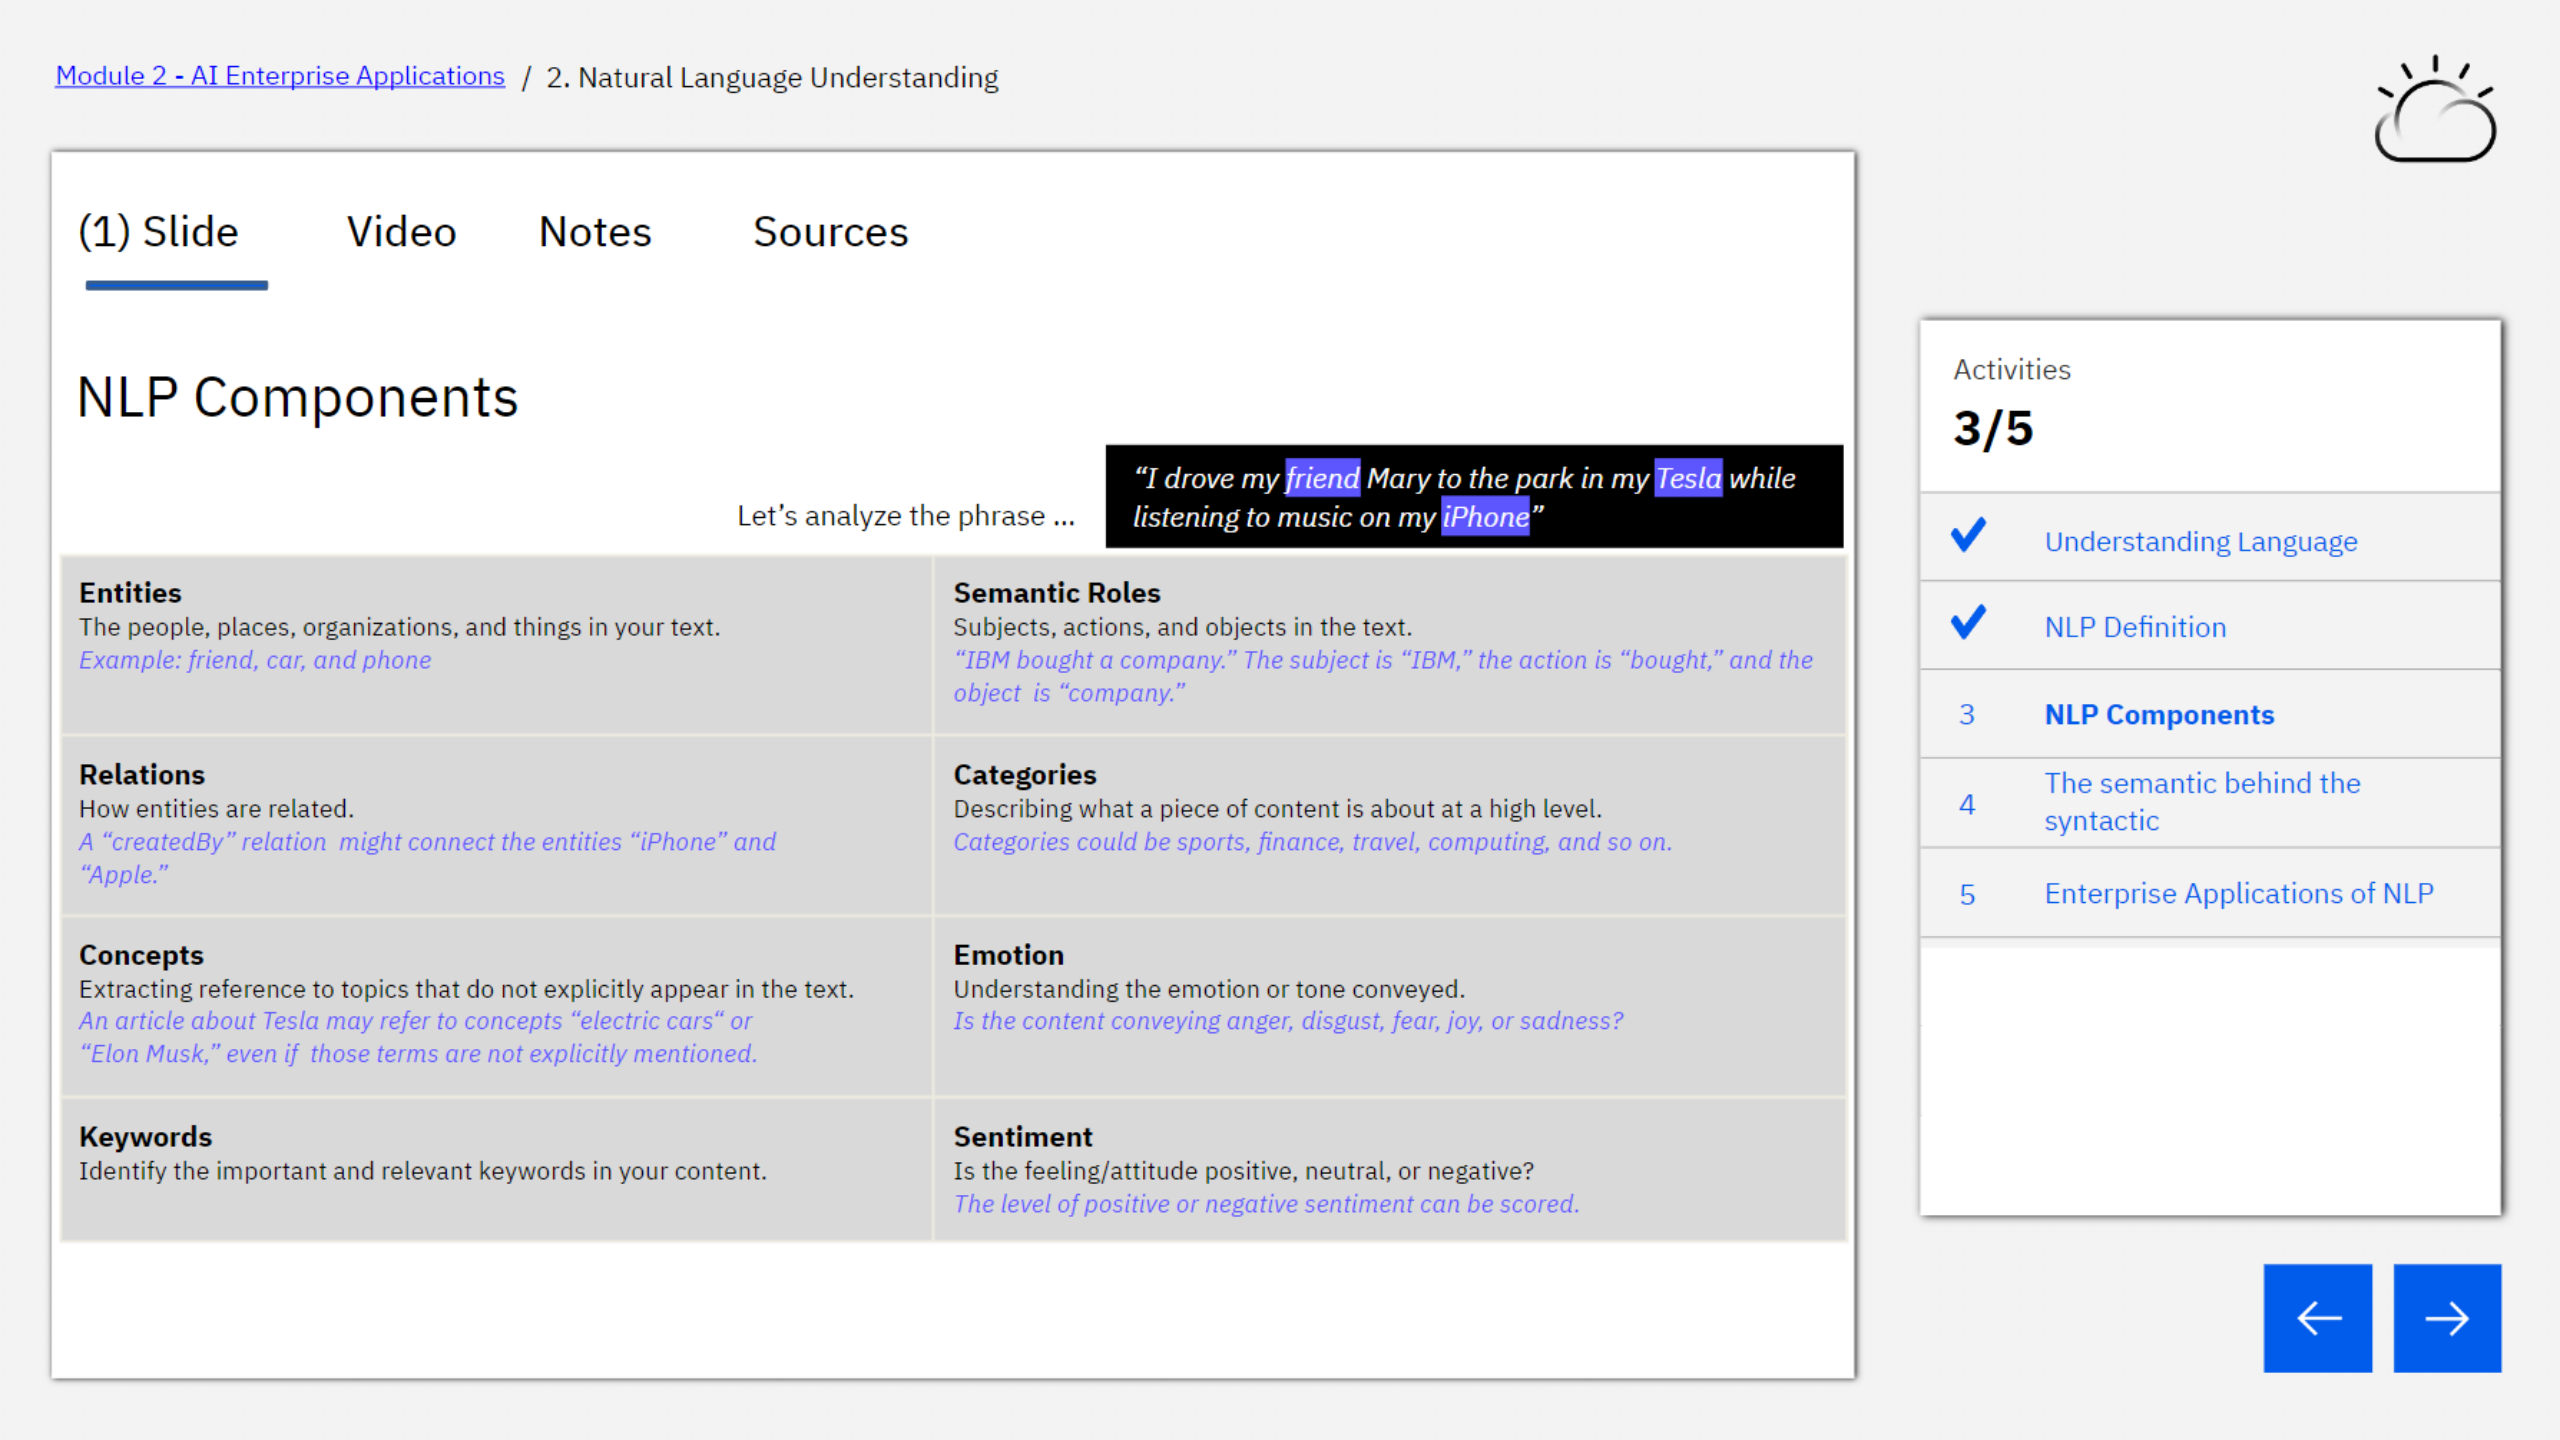 Module 2 - AI Enterprise Applications / 2. Natural Language Understanding
(1) Slide Video Notes Sources
NLP Components
Let’s analyze the phrase ...
“I drove my friend Mary to the park in my Tesla while
listening to music on my iPhone”
Entities
The people, places, organizations, and things in your text.
Example: friend, car, and phone
Semantic Roles
Subjects, actions, and objects in the text.
“IBM bought a company.” The subject is “IBM,” the action is “bought,” and the
object is “company.”
Relations
How entities are related.
A “createdBy” relation might connect the entities “iPhone” and
“Apple.”
Categories
Describing what a piece of content is about at a high level.
Categories could be sports, finance, travel, computing, and so on.
Concepts
Extracting reference to topics that do not explicitly appear in the text.
An article about Tesla may refer to concepts “electric cars“ or
“Elon Musk,” even if those terms are not explicitly mentioned.
Emotion
Understanding the emotion or tone conveyed.
Is the content conveying anger, disgust, fear, joy, or sadness?
Keywords
Identify the important and relevant keywords in your content.
Sentiment
Is the feeling/attitude positive, neutral, or negative?
The level of positive or negative sentiment can be scored.
Activities
3/5
Understanding Language
NLP Definition
3 NLP Components
4 The semantic behind the
syntactic
5 Enterprise Applications of NLP